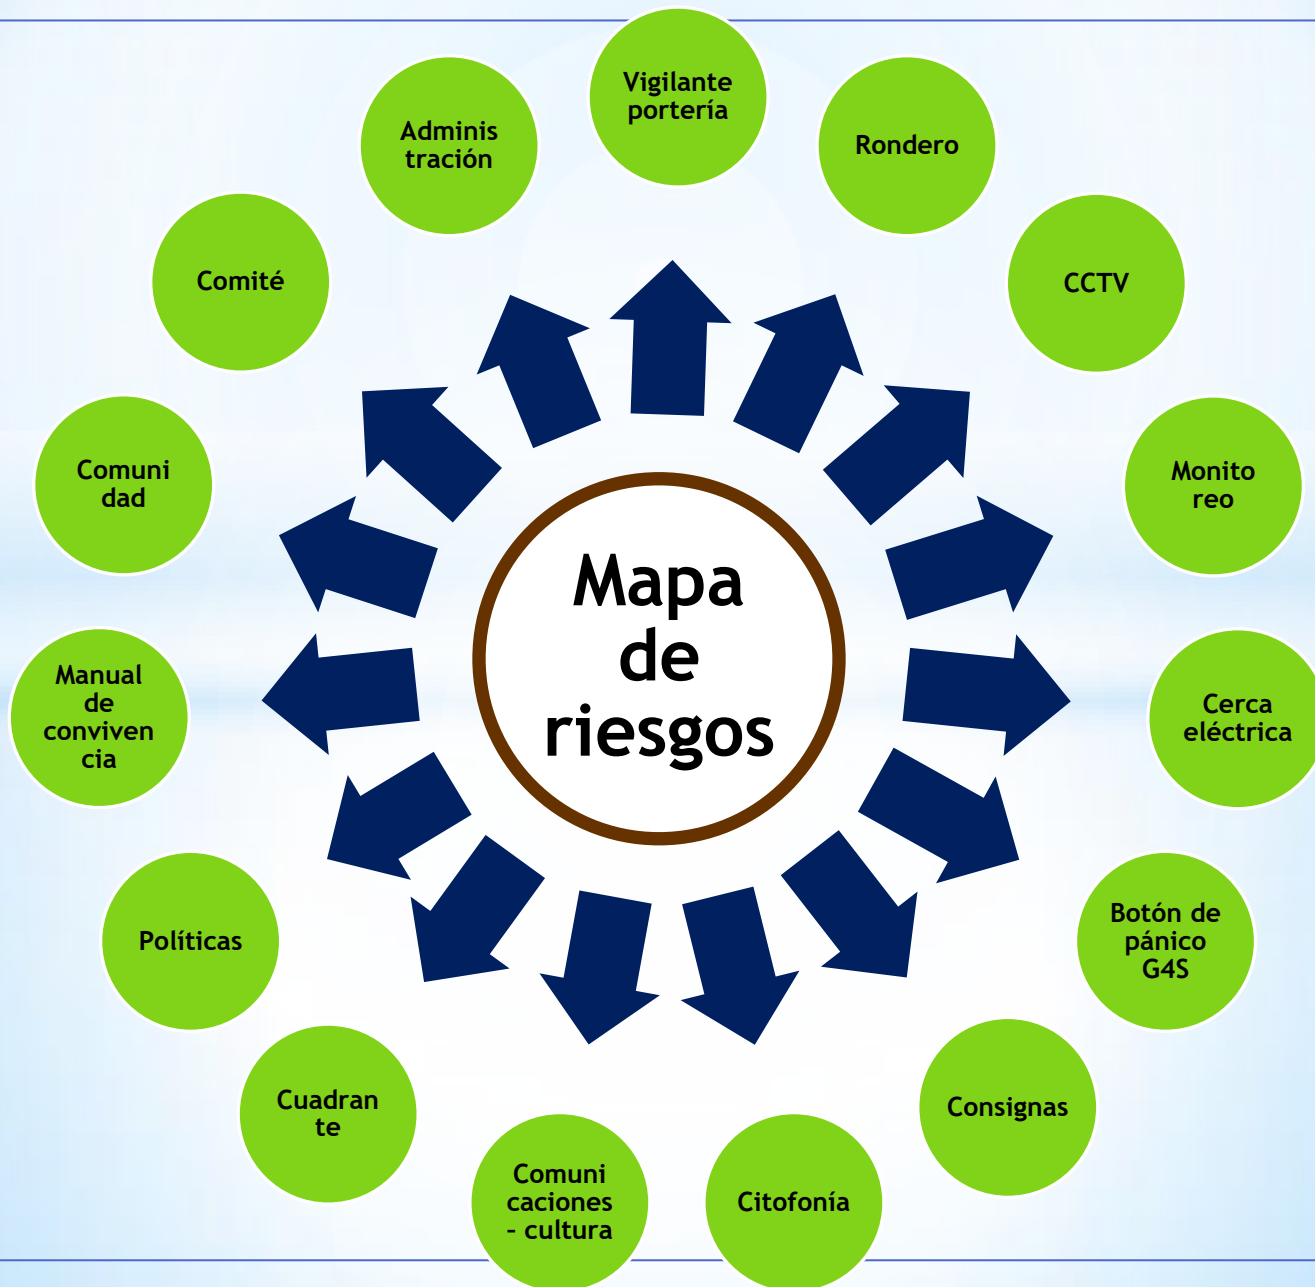 Vigilante
portería
Rondero
CCTV
Monito
reo
Cerca
eléctrica
Botón de
pánico
G4S
Consignas
Citofonía
Comuni
caciones
- cultura
Cuadran
te
Políticas
Manual
de
conviven
cia
Comuni
dad
Comité
Adminis
tración
Mapa
de
riesgos